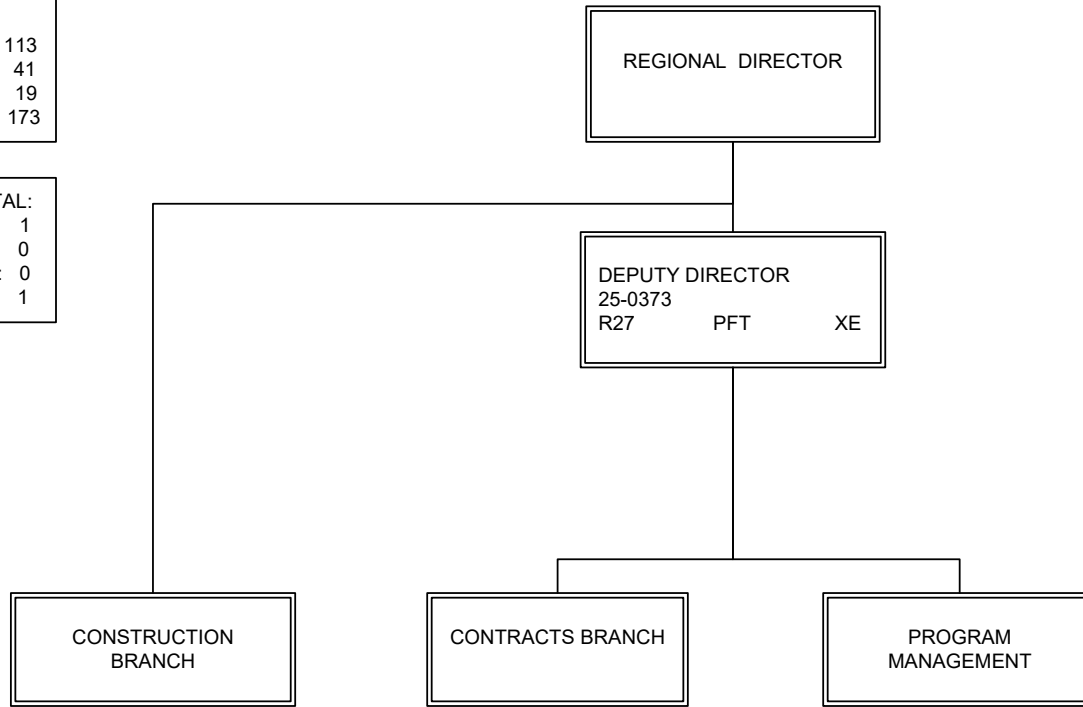 113
41
19
173
TAL:
1
0
: 0
1
REGIONAL DIRECTOR
DEPUTY DIRECTOR
25-0373
R27 PFT XE
CONSTRUCTION
BRANCH
CONTRACTS BRANCH
PROGRAM
MANAGEMENT